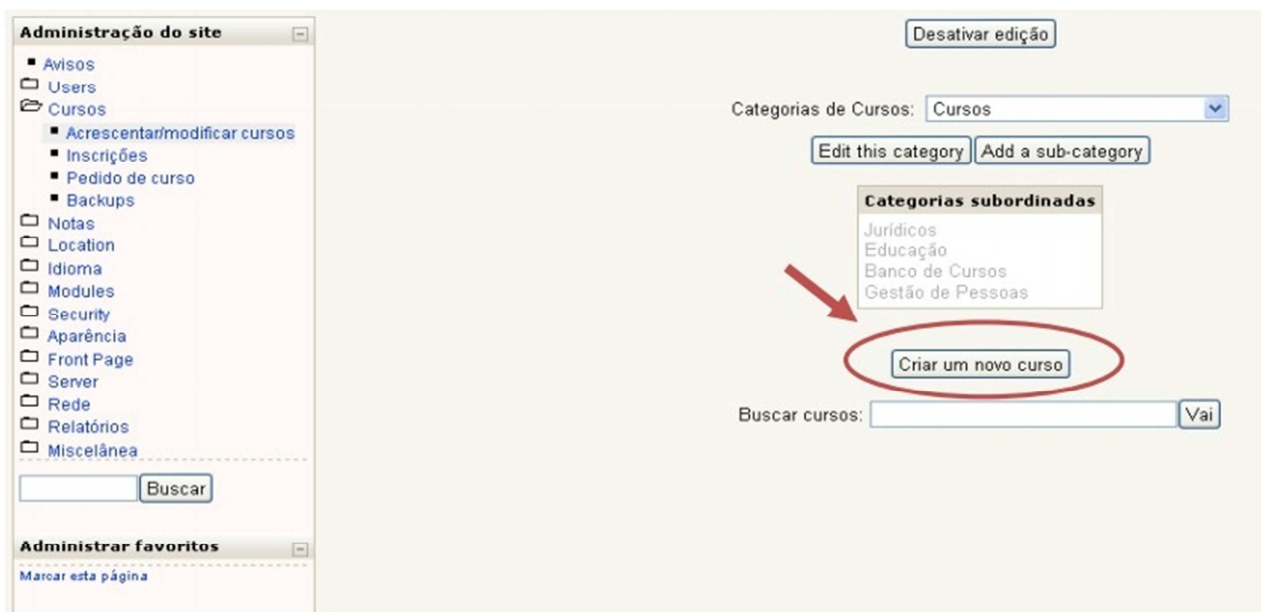 Administração do site
Avisos
Users
Cursos
Acrescentar/modificar cursos
Inscrições
Pedido de curso
Backups
Notas
Location
Idioma
Modules
Security
Aparência
Front Page
Server
Rede
Relatórios
Miscelânea
Buscar
Administrar favoritos
Marcar esta página
Desativar edição
Categorias de Cursos: Cursos
Edit this category Add a sub-category
Categorias subordinadas
Jurídicos
Educação
Banco de Cursos
Gestão de Pessoas
Criar um novo curso
Buscar cursos: Vai